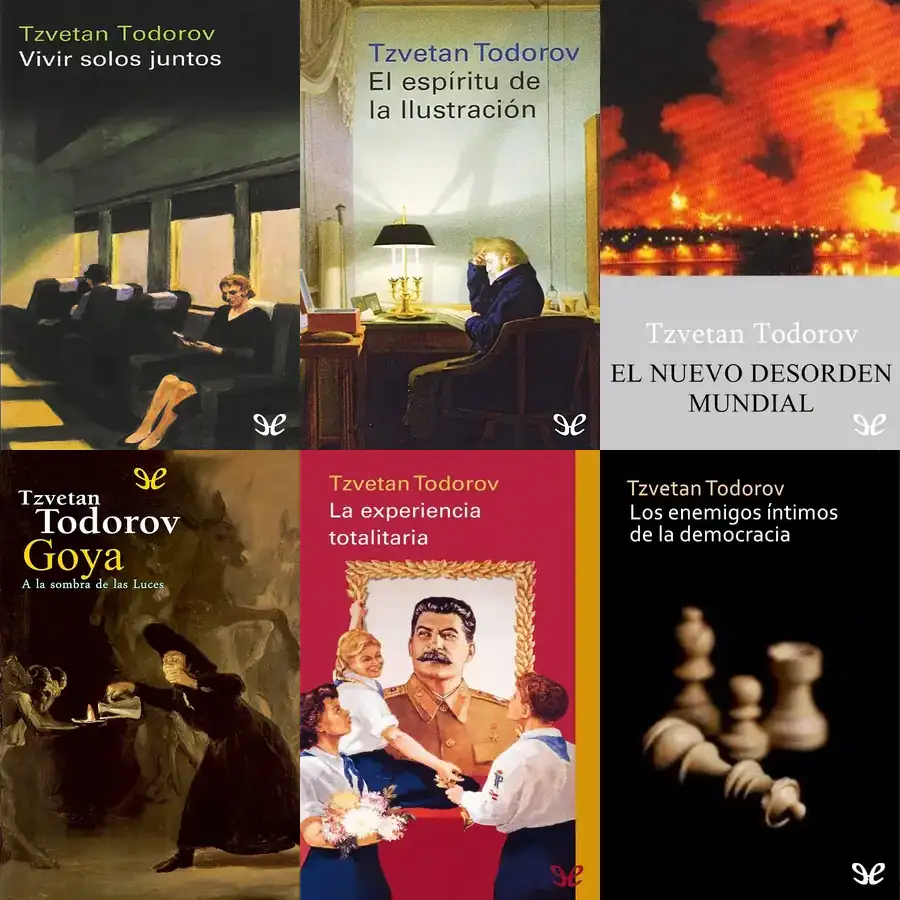 Tzvetan Todorov
Vivir solos juntos
Tzvetan Todorov
El espíritu de
la Ilustración
Tzvetan Todorov
EL NUEVO DESORDEN
MUNDIAL
Tzvetan
Todorov
Goya
A la sombra de las Luces
Tzvetan Todorov
La experiencia
totalitaria
Tzvetan Todorov
Los enemigos íntimos
de la democracia